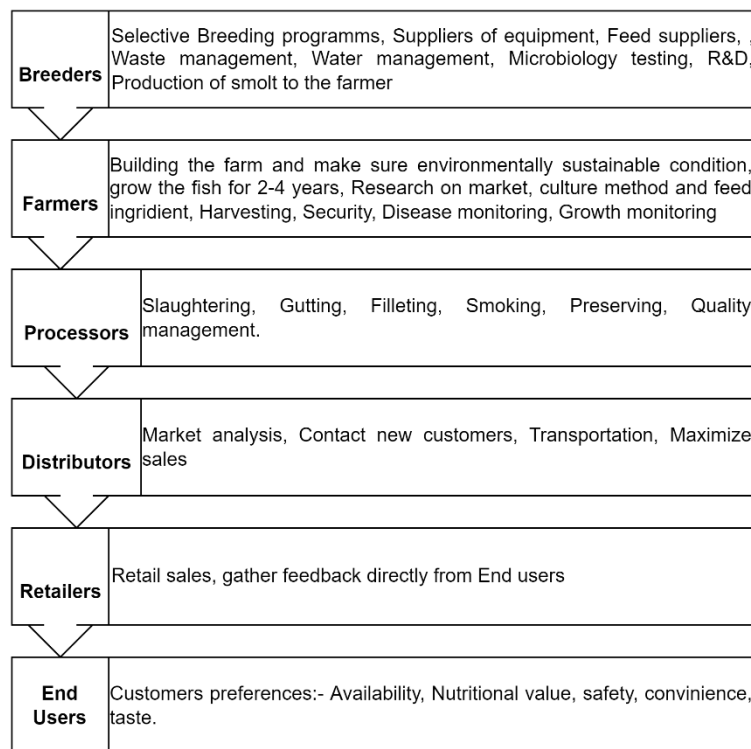 Breeders
Selective Breeding programms, Suppliers of equipment, Feed suppliers, ,
Waste management, Water management, Microbiology testing, R&D,
Production of smolt to the farmer
Farmers
Building the farm and make sure environmentally sustainable condition,
grow the fish for 2-4 years, Research on market, culture method and feed
ingridient, Harvesting, Security, Disease monitoring, Growth monitoring
Processors
Slaughtering, Gutting, Filleting, Smoking, Preserving, Quality
management.
Distributors
Market analysis, Contact new customers, Transportation, Maximize
sales
Retailers
Retail sales, gather feedback directly from End users
End
Users
Customers preferences:- Availability, Nutritional value, safety, convinience,
taste.